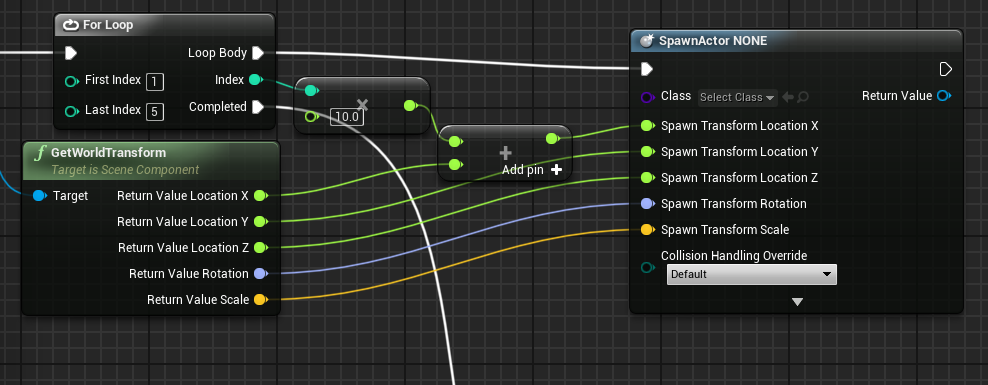 For Loop
Loop Body
First Index 1
Index
Last Index 5
Completed
× 10.0
GetWorldTransform
Target is Scene Component
Target
Return Value Location X
Return Value Location Y
Return Value Location Z
Return Value Rotation
Return Value Scale
+
Add pin +
SpawnActor NONE
Class Select Class
Return Value
Spawn Transform Location X
Spawn Transform Location Y
Spawn Transform Location Z
Spawn Transform Rotation
Spawn Transform Scale
Collision Handling Override
Default